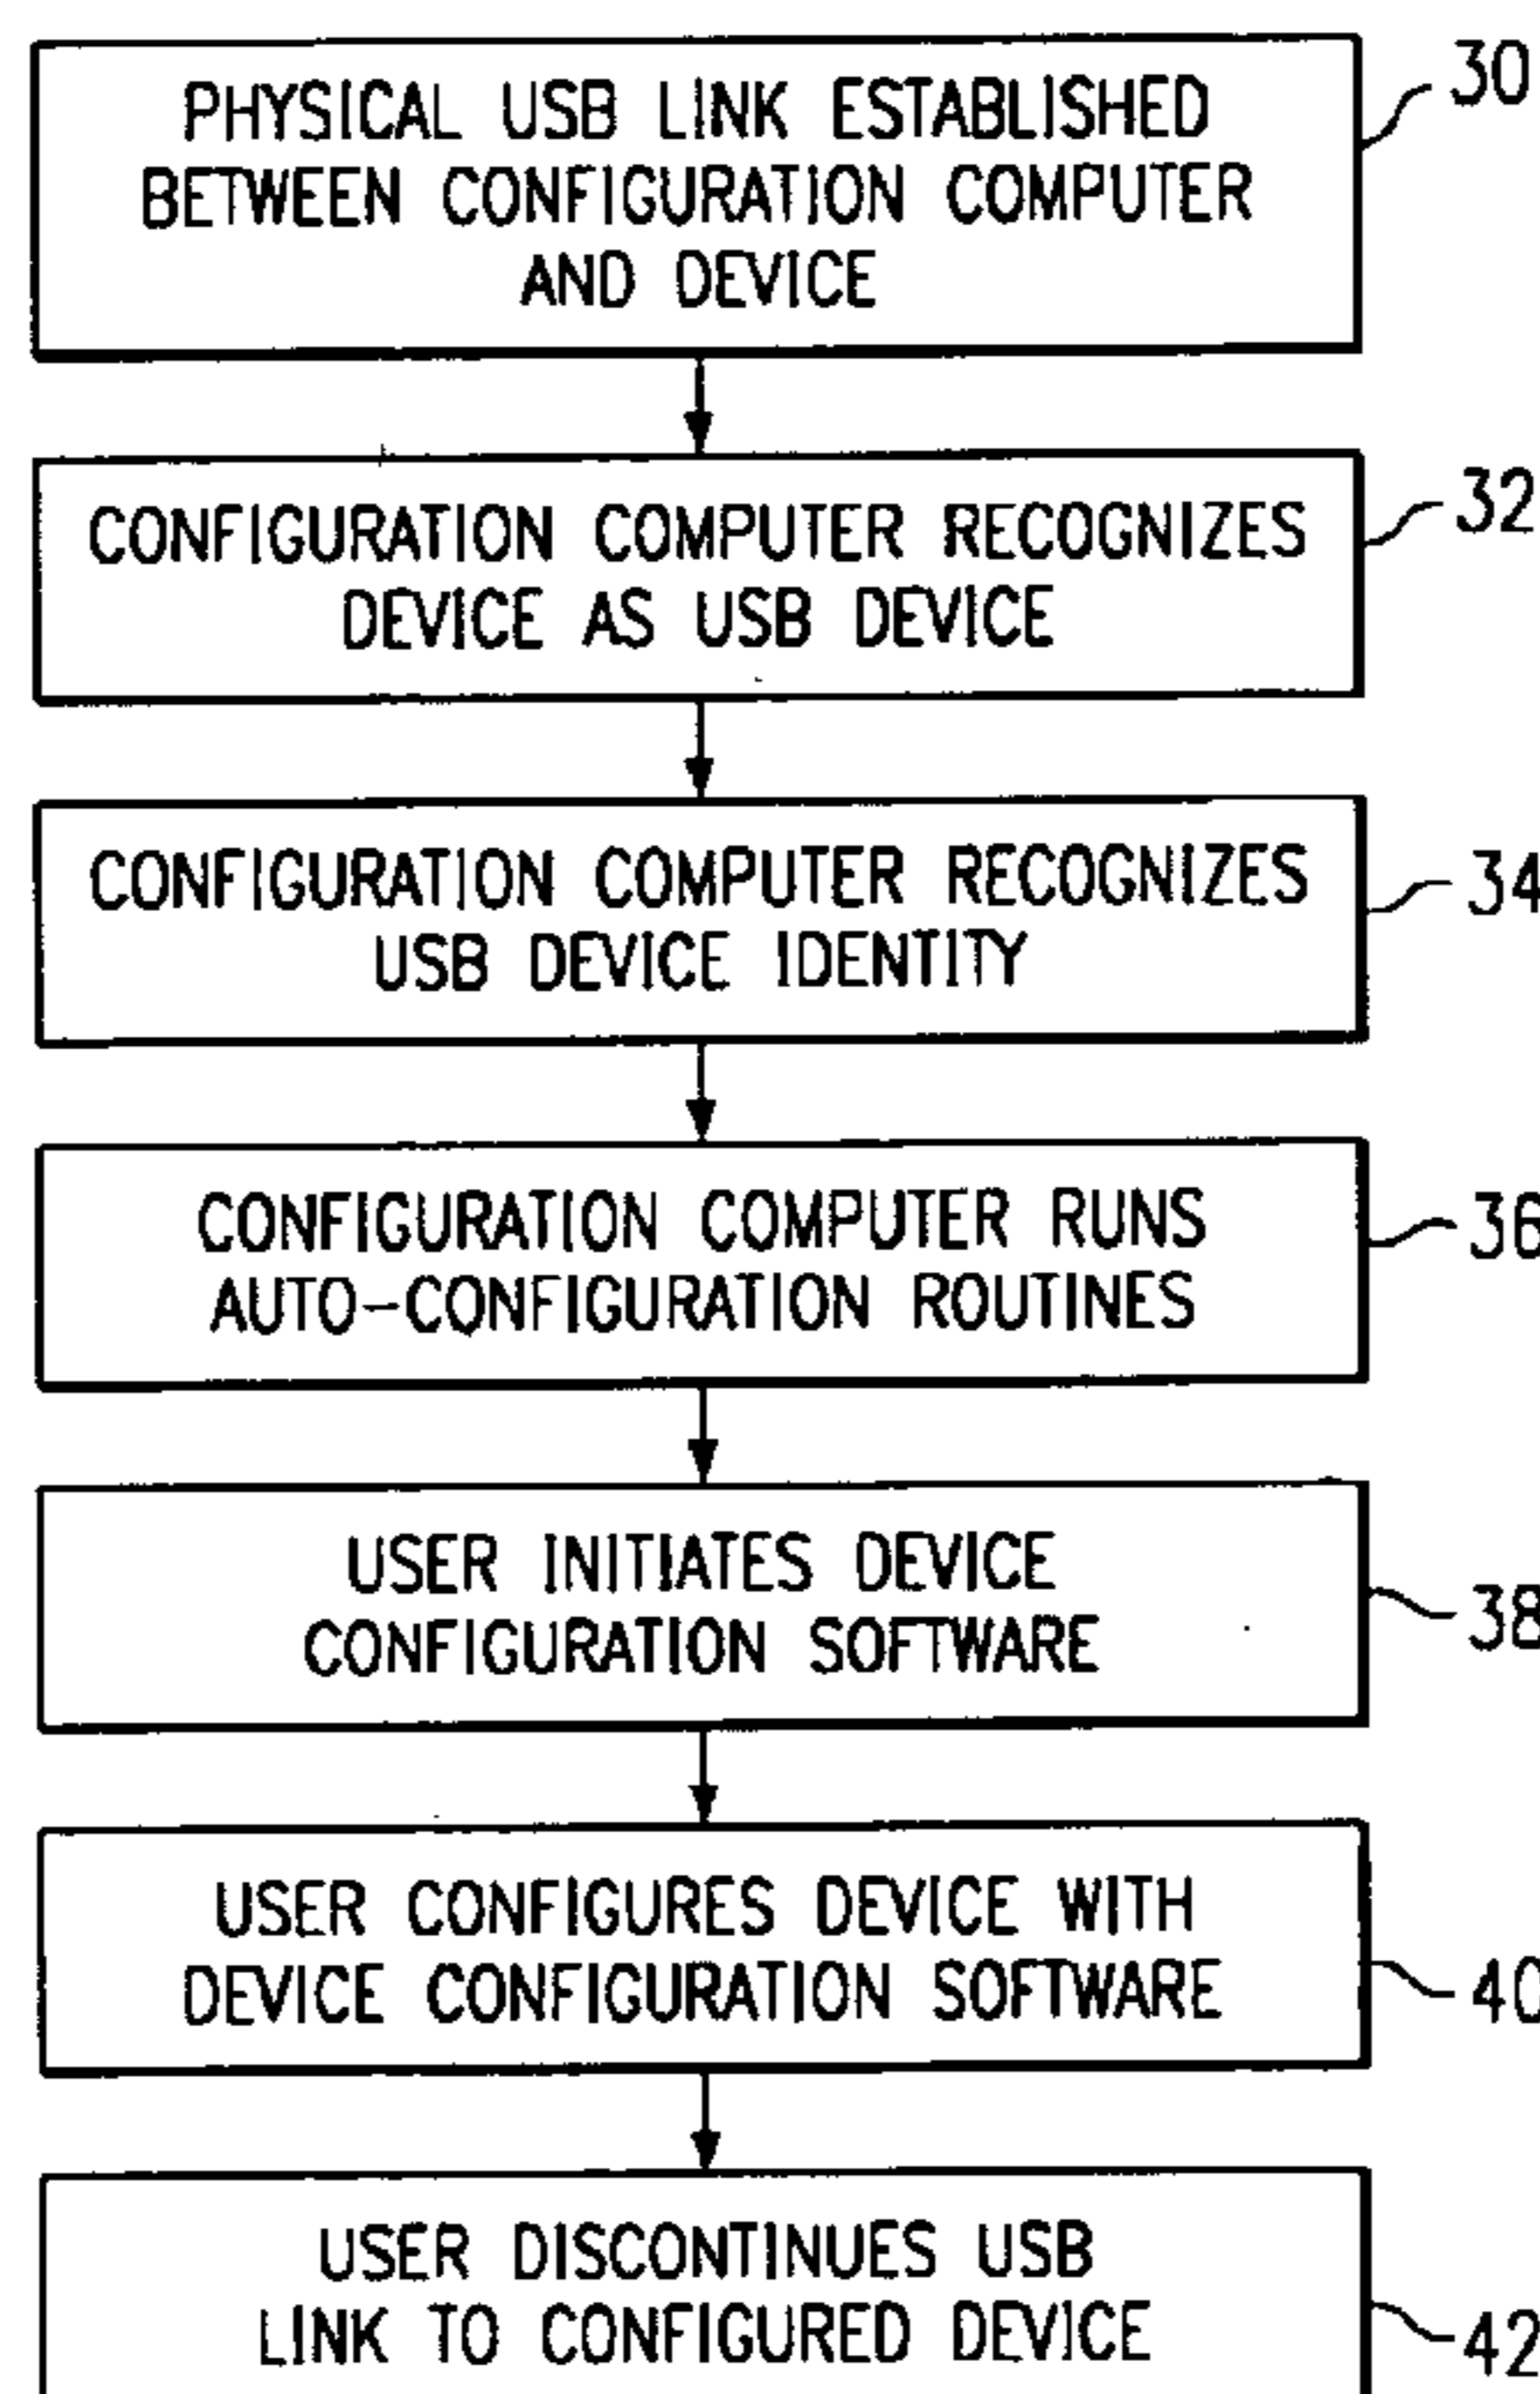 PHYSICAL USB LINK ESTABLISHED
BETWEEN CONFIGURATION COMPUTER
AND DEVICE
30
CONFIGURATION COMPUTER RECOGNIZES
DEVICE AS USB DEVICE
32
CONFIGURATION COMPUTER RECOGNIZES
USB DEVICE IDENTITY
34
CONFIGURATION COMPUTER RUNS
AUTO-CONFIGURATION ROUTINES
36
USER INITIATES DEVICE
CONFIGURATION SOFTWARE
38
USER CONFIGURES DEVICE WITH
DEVICE CONFIGURATION SOFTWARE
40
USER DISCONTINUES USB
LINK TO CONFIGURED DEVICE
42